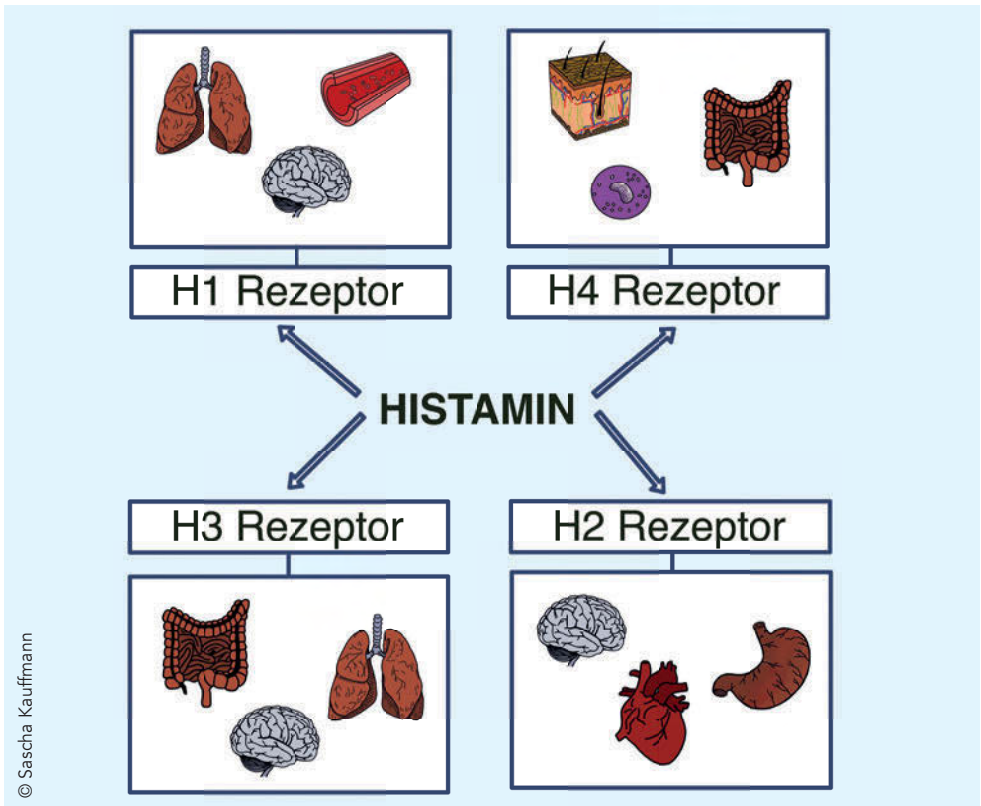 H1 Rezeptor
H4 Rezeptor
HISTAMIN
H3 Rezeptor
H2 Rezeptor
© Sascha Kauffmann